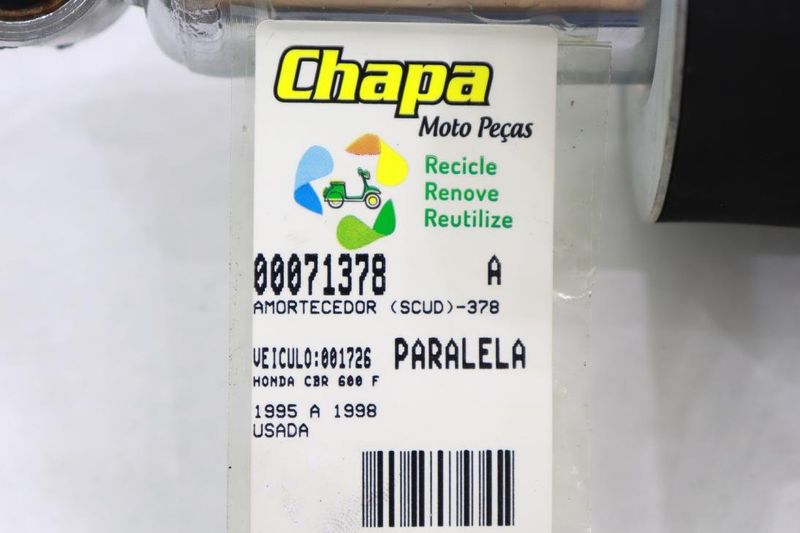 Chapa
Moto Peças
Recicle
Renove
Reutilize
00071378 A
AMORTECEDOR (SCUD)-378
VEICULO:001726 PARALELA
HONDA CBR 600 F
1995 A 1998
USADA